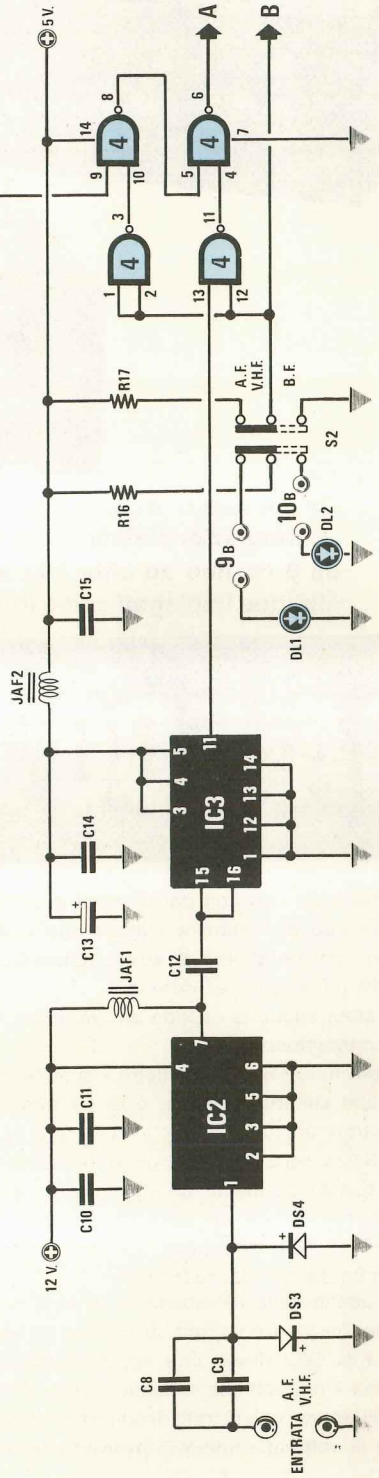 5 V.
A
B
8
14
9
10
4
6
7
5
4
4
3
1
2
4
11
13
12
4
R17
R16
A.F.
V.H.F.
B.F.
S2
9B
10B
DL1
DL2
C15
JAF2
C14
C13
+
5
4
3
11
IC3
15
16
14
13
12
1
C12
JAF1
7
4
IC2
6
5
3
2
1
C11
C10
12 V.
DS4
+
DS3
+
C8
C9
ENTRATA A.F.
" V.H.F.